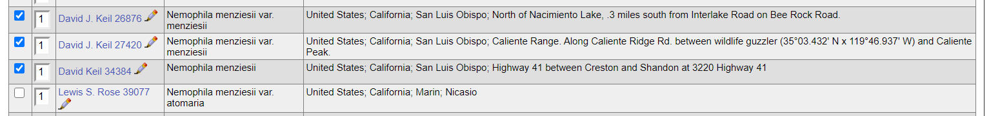 1 David J. Keil 26876 Nemophila menziesii var. United States; California; San Luis Obispo; North of Nacimiento Lake, .3 miles south from Interlake Road on Bee Rock Road.
menziesii
1 David J. Keil 27420 Nemophila menziesii var. United States; California; San Luis Obispo; Caliente Range. Along Caliente Ridge Rd. between wildlife guzzler (35°03.432' N x 119°46.937' W) and Caliente
menziesii Peak.
1 David Keil 34384 Nemophila menziesii United States; California; San Luis Obispo; Highway 41 between Creston and Shandon at 3220 Highway 41
1 Lewis S. Rose 39077 Nemophila menziesii var. United States; California; Marin; Nicasio
atomaria